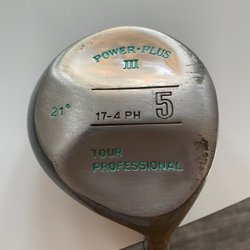 POWER-PLUS
III
21°
17-4 PH 5
TOUR
PROFESSIONAL